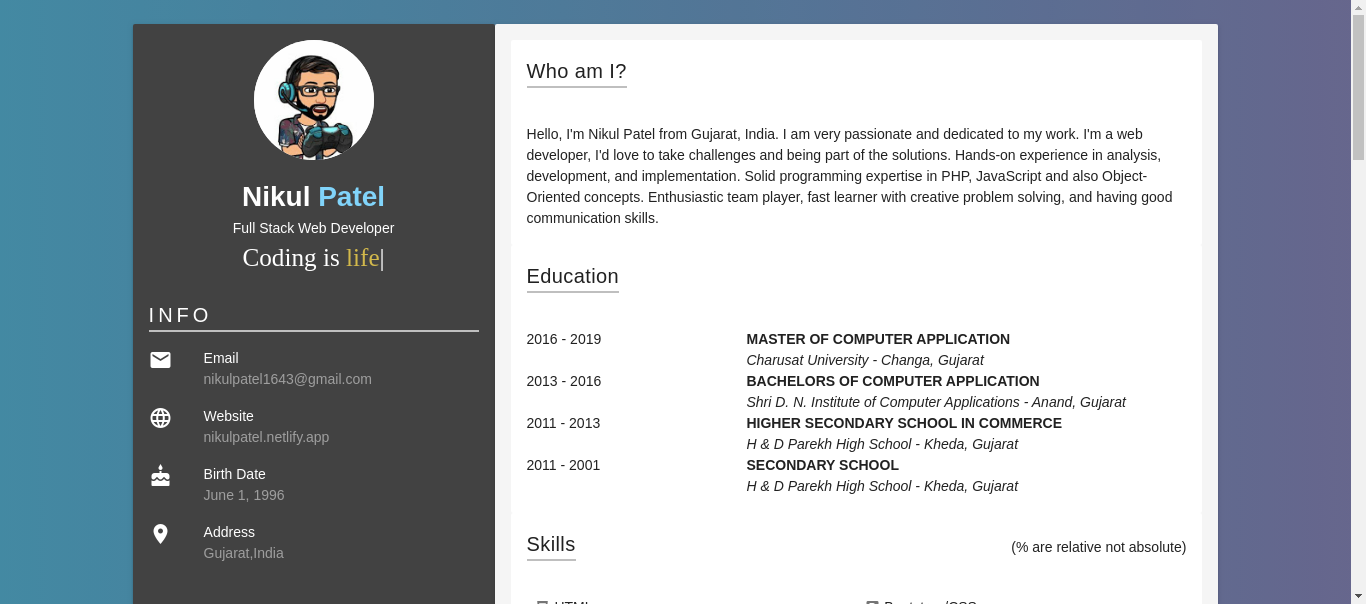 Nikul Patel
Full Stack Web Developer
Coding is life|
INFO
Email
nikulpatel1643@gmail.com
Website
nikulpatel.netlify.app
Birth Date
June 1, 1996
Address
Gujarat,India
Who am I?
Hello, I'm Nikul Patel from Gujarat, India. I am very passionate and dedicated to my work. I'm a web
developer, I'd love to take challenges and being part of the solutions. Hands-on experience in analysis,
development, and implementation. Solid programming expertise in PHP, JavaScript and also Object-
Oriented concepts. Enthusiastic team player, fast learner with creative problem solving, and having good
communication skills.
Education
2016 - 2019 MASTER OF COMPUTER APPLICATION
Charusat University - Changa, Gujarat
2013 - 2016 BACHELORS OF COMPUTER APPLICATION
Shri D. N. Institute of Computer Applications - Anand, Gujarat
2011 - 2013 HIGHER SECONDARY SCHOOL IN COMMERCE
H & D Parekh High School - Kheda, Gujarat
2011 - 2001 SECONDARY SCHOOL
H & D Parekh High School - Kheda, Gujarat
Skills (% are relative not absolute)